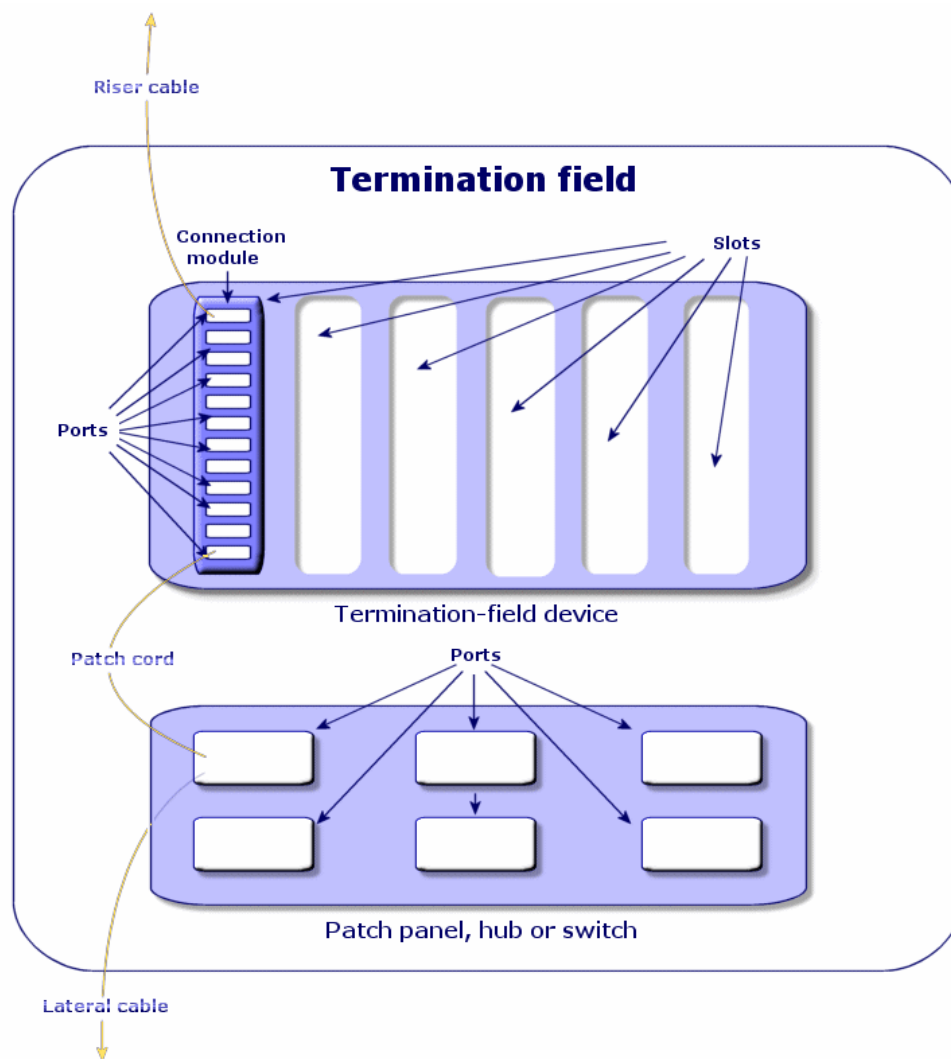 Riser cable
Termination field
Connection
module
Slots
Ports
Termination-field device
Patch cord
Ports
Patch panel, hub or switch
Lateral cable